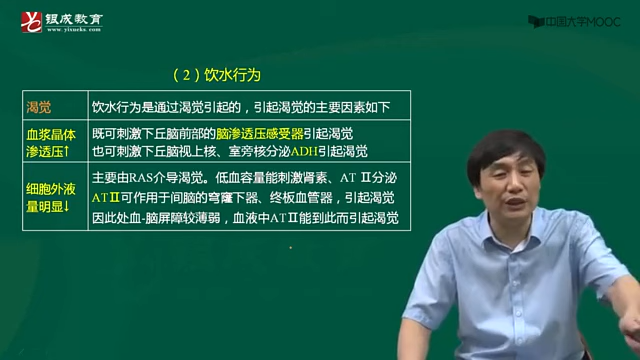 银成教育
www.yixueks.com
中国大学MOOC
（2）饮水行为
渴觉
饮水行为是通过渴觉引起的，引起渴觉的主要因素如下
血浆晶体
渗透压↑
既可刺激下丘脑前部的脑渗透压感受器引起渴觉
也可刺激下丘脑视上核、室旁核分泌ADH引起渴觉
细胞外液
量明显↓
主要由RAS介导渴觉。低血容量能刺激肾素、AT Ⅱ分泌
ATⅡ可作用于间脑的穹窿下器、终板血管器，引起渴觉
因此处血-脑屏障较薄弱，血液中ATⅡ能到此而引起渴觉